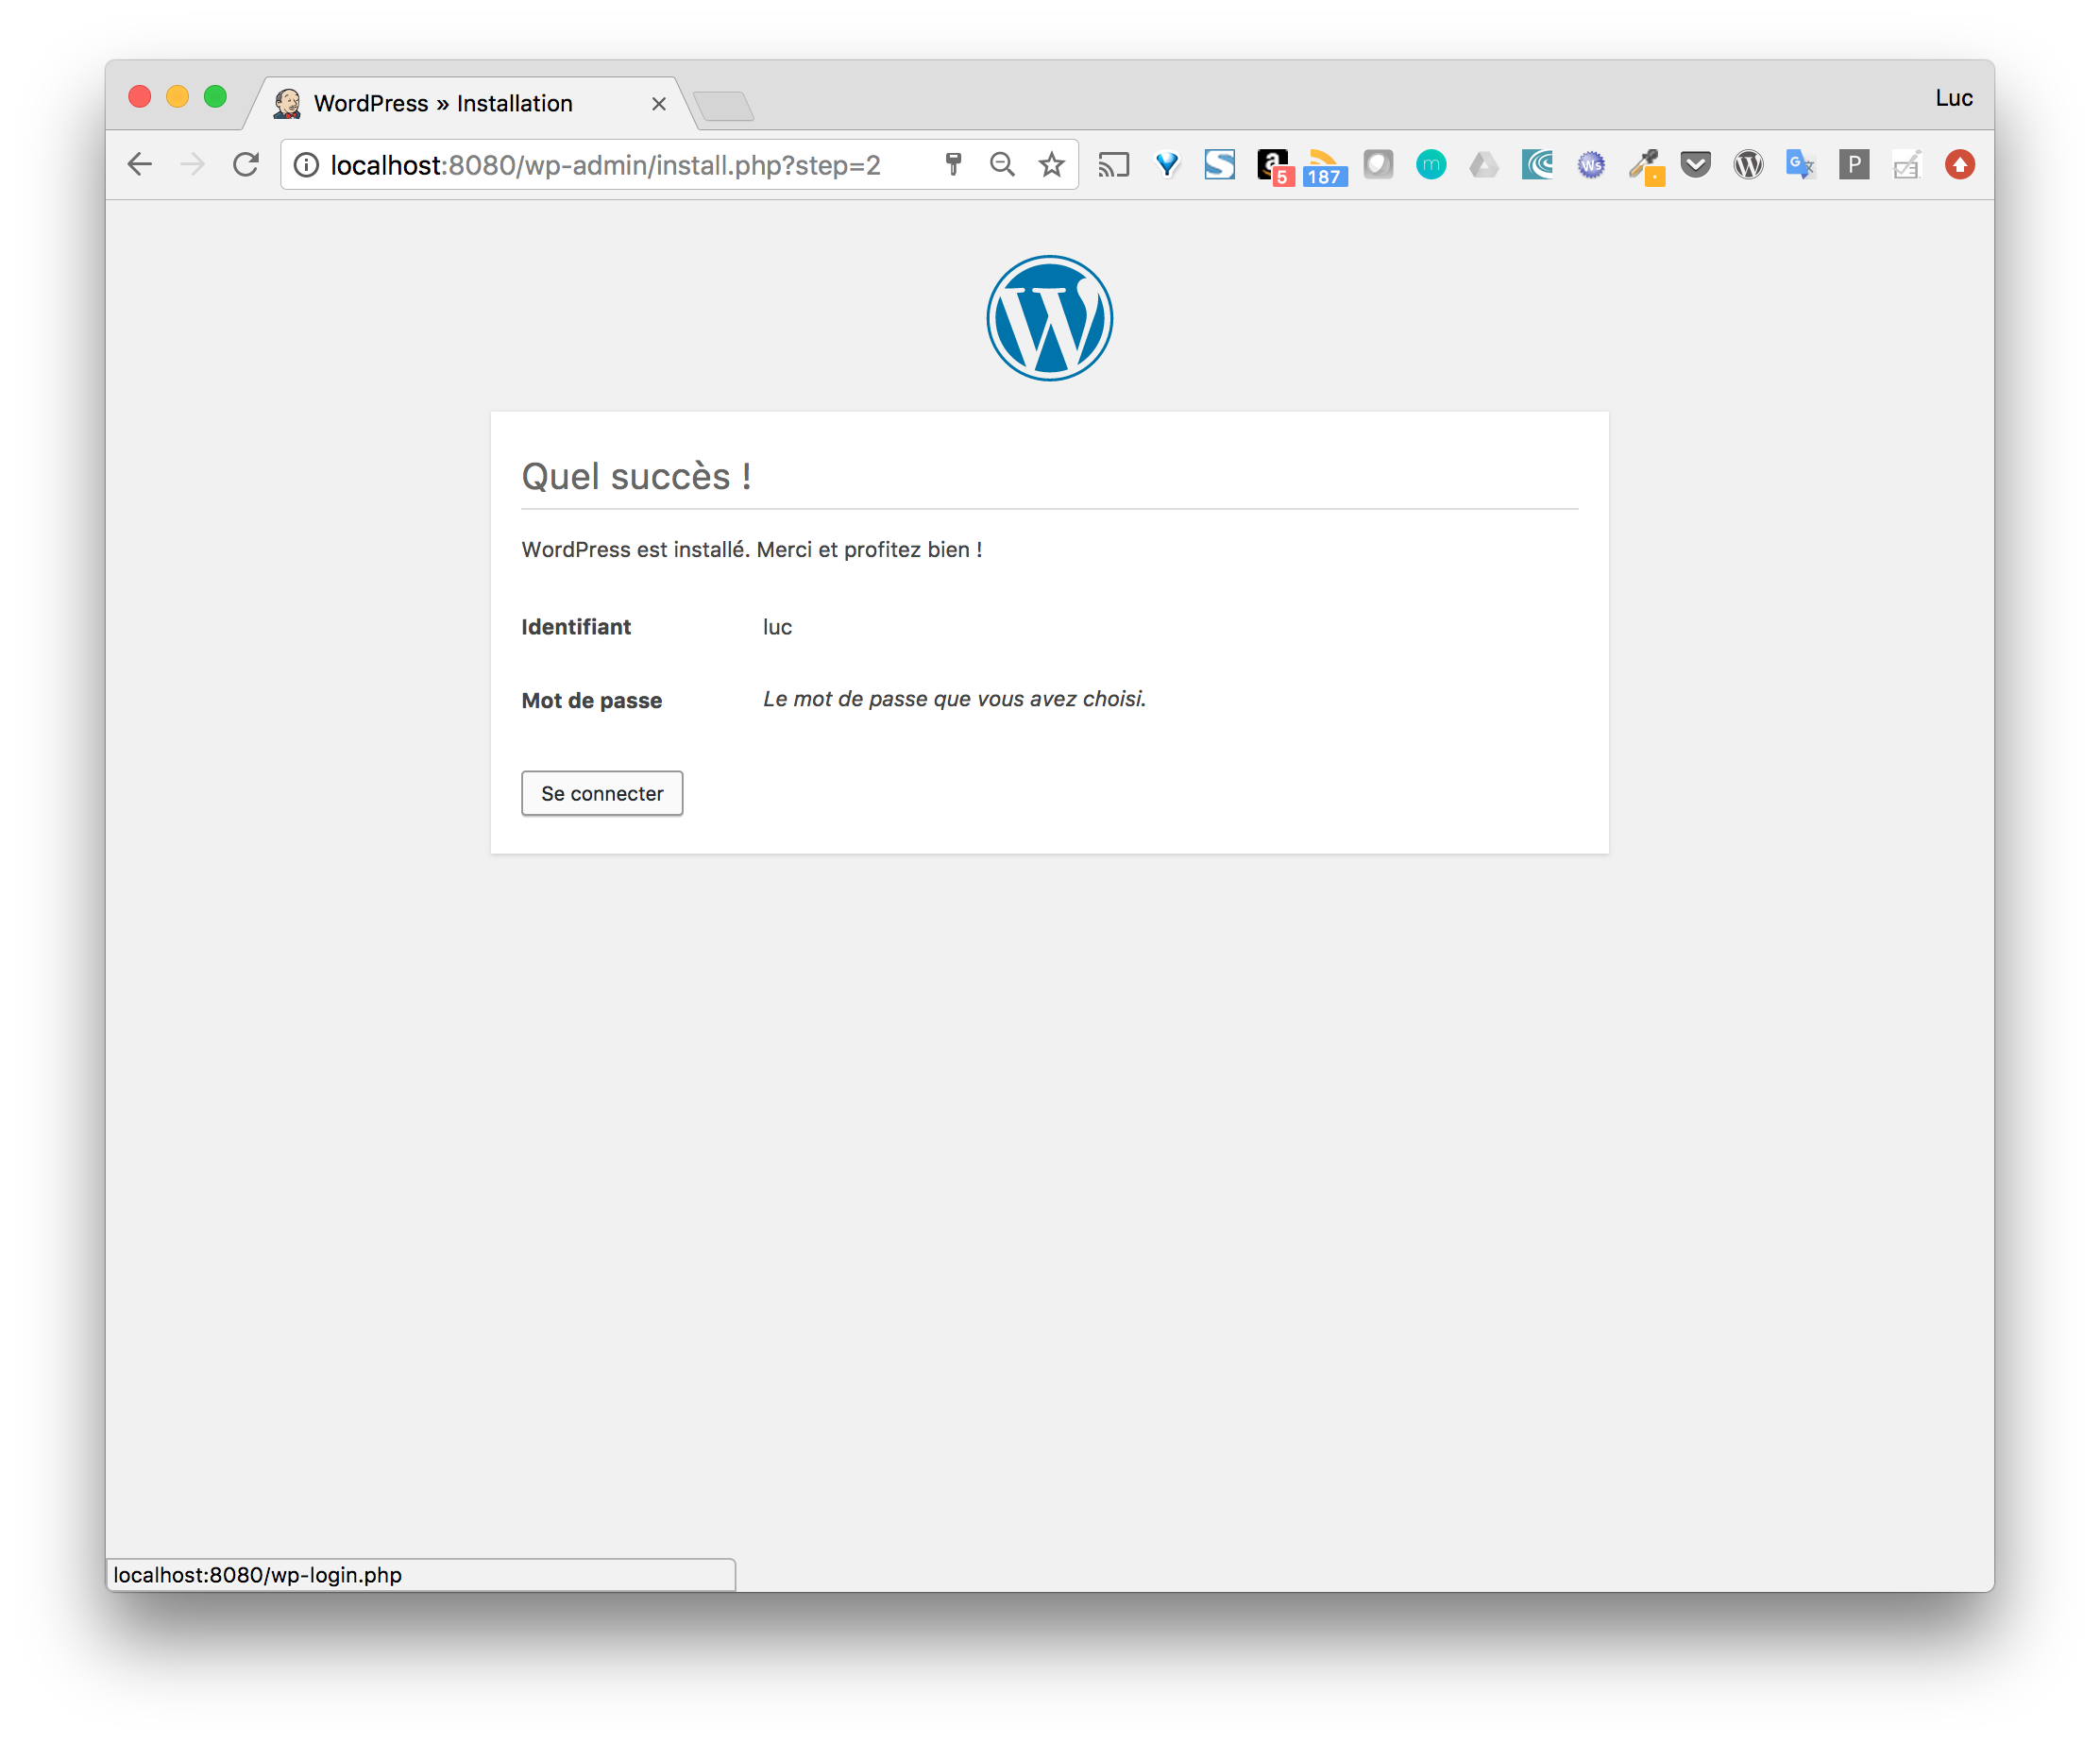 WordPress » Installation
Luc
localhost:8080/wp-admin/install.php?step=2
5
187
m
WS
P
Quel succès !
WordPress est installé. Merci et profitez bien !
Identifiant luc
Mot de passe Le mot de passe que vous avez choisi.
Se connecter
localhost:8080/wp-login.php